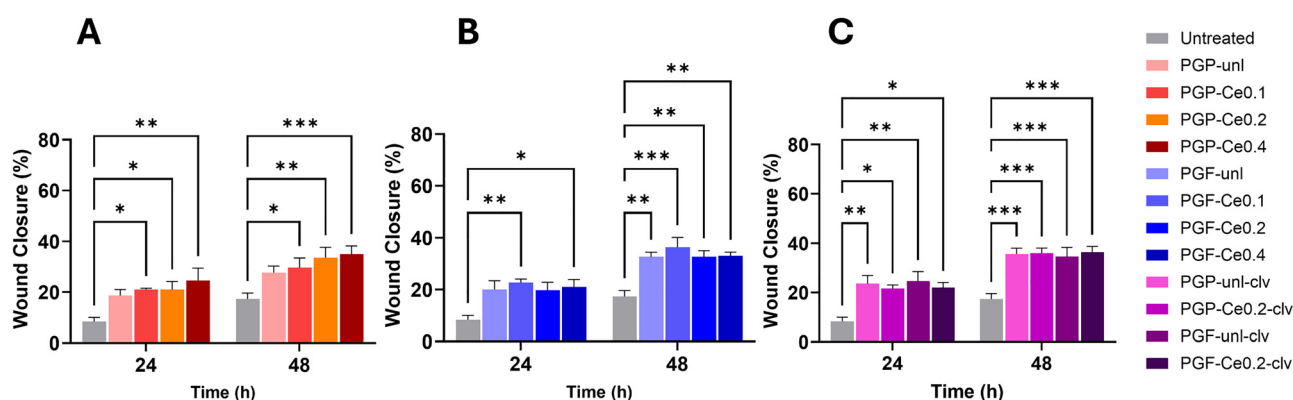 A
Wound Closure (%)
80
60
40
20
0
**
*
*
***
**
*
24
48
Time (h)
B
Wound Closure (%)
80
60
40
20
0
*
**
**
**
***
**
24
48
Time (h)
C
Wound Closure (%)
80
60
40
20
0
*
**
*
**
***
***
***
***
24
48
Time (h)
Untreated
PGP-unl
PGP-Ce0.1
PGP-Ce0.2
PGP-Ce0.4
PGF-unl
PGF-Ce0.1
PGF-Ce0.2
PGF-Ce0.4
PGP-unl-clv
PGP-Ce0.2-clv
PGF-unl-clv
PGF-Ce0.2-clv